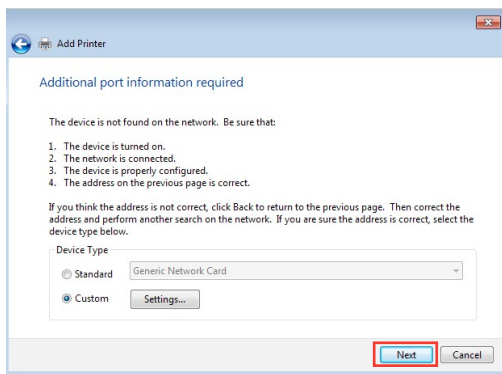 Add Printer
Additional port information required
The device is not found on the network. Be sure that:
1. The device is turned on.
2. The network is connected.
3. The device is properly configured.
4. The address on the previous page is correct.
If you think the address is not correct, click Back to return to the previous page. Then correct the
address and perform another search on the network. If you are sure the address is correct, select the
device type below.
Device Type
Standard
Generic Network Card
Custom
Settings...
Next
Cancel